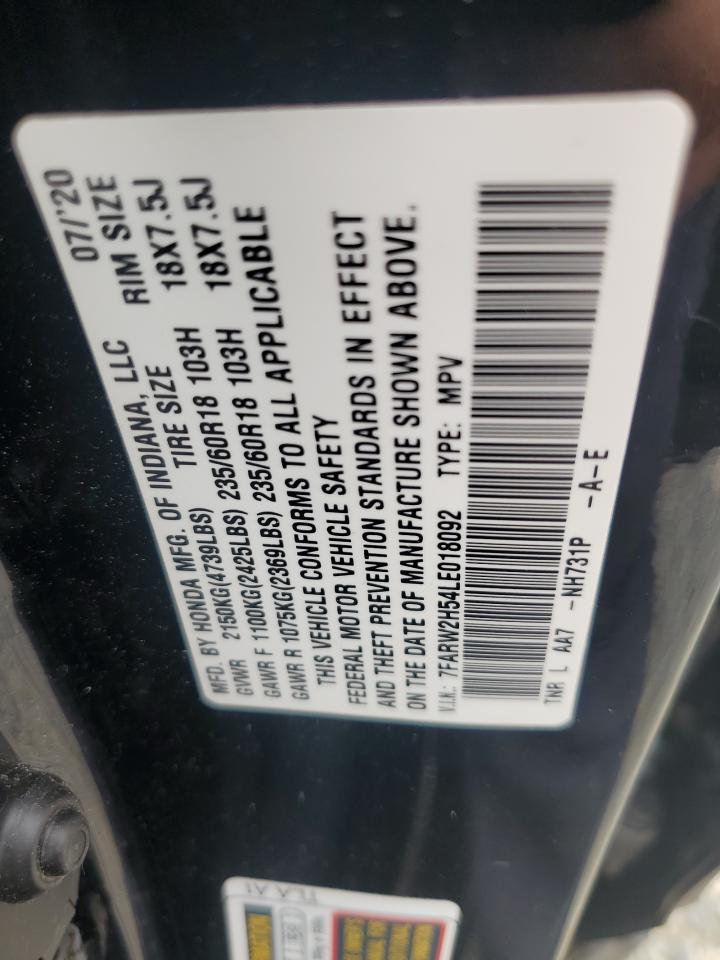 MFD. BY HONDA MFG. OF INDIANA, LLC 07/'20
GVWR 2150KG(4739LBS) TIRE SIZE RIM SIZE
GAWR F 1100KG(2425LBS) 235/60R18 103H 18X7.5J
GAWR R 1075KG(2369LBS) 235/60R18 103H 18X7.5J
THIS VEHICLE CONFORMS TO ALL APPLICABLE
FEDERAL MOTOR VEHICLE SAFETY
AND THEFT PREVENTION STANDARDS IN EFFECT
ON THE DATE OF MANUFACTURE SHOWN ABOVE.
V.I.N.: 7FARW2H54LE018092 TYPE: MPV
TNR L AA7 -NH731P -A-E